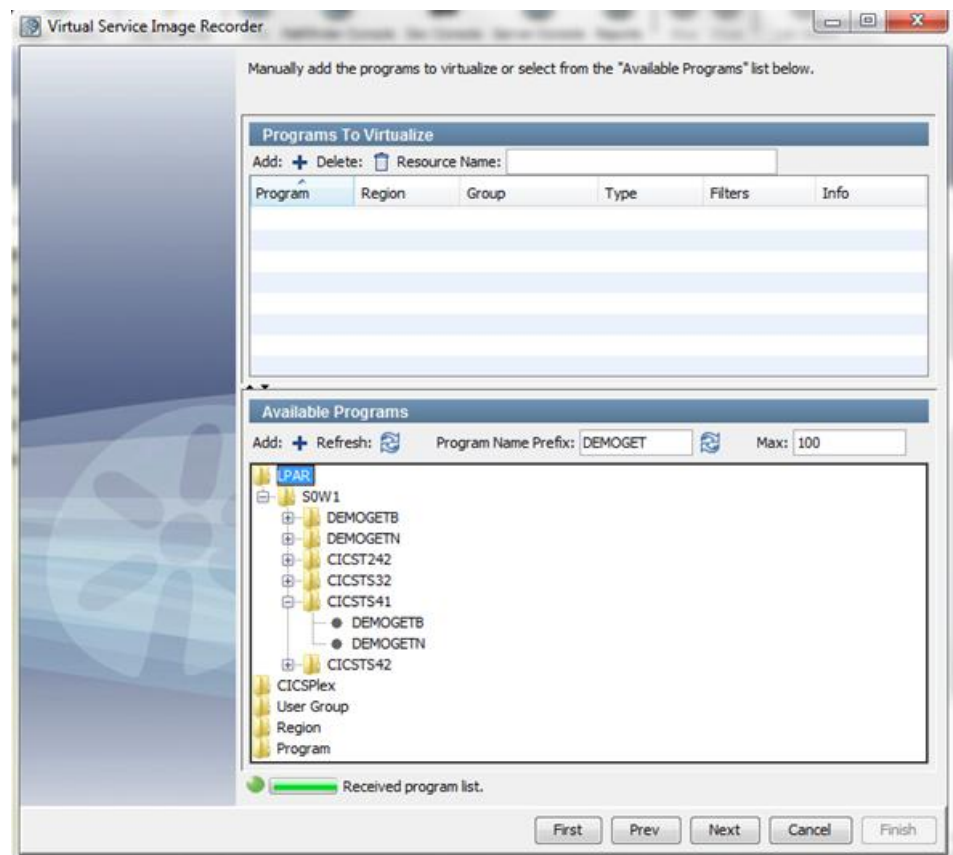 Virtual Service Image Recorder
Manually add the programs to virtualize or select from the "Available Programs" list below.
Programs To Virtualize
Add: Delete: Resource Name:
Program Region Group Type Filters Info
Available Programs
Add: Refresh: Program Name Prefix: DEMOGET Max: 100
LPAR
S0W1
DEMOGETB
DEMOGETN
CICST242
CICSTS32
CICSTS41
DEMOGETB
DEMOGETN
CICSTS42
CICSPlex
User Group
Region
Program
Received program list.
First Prev Next Cancel Finish